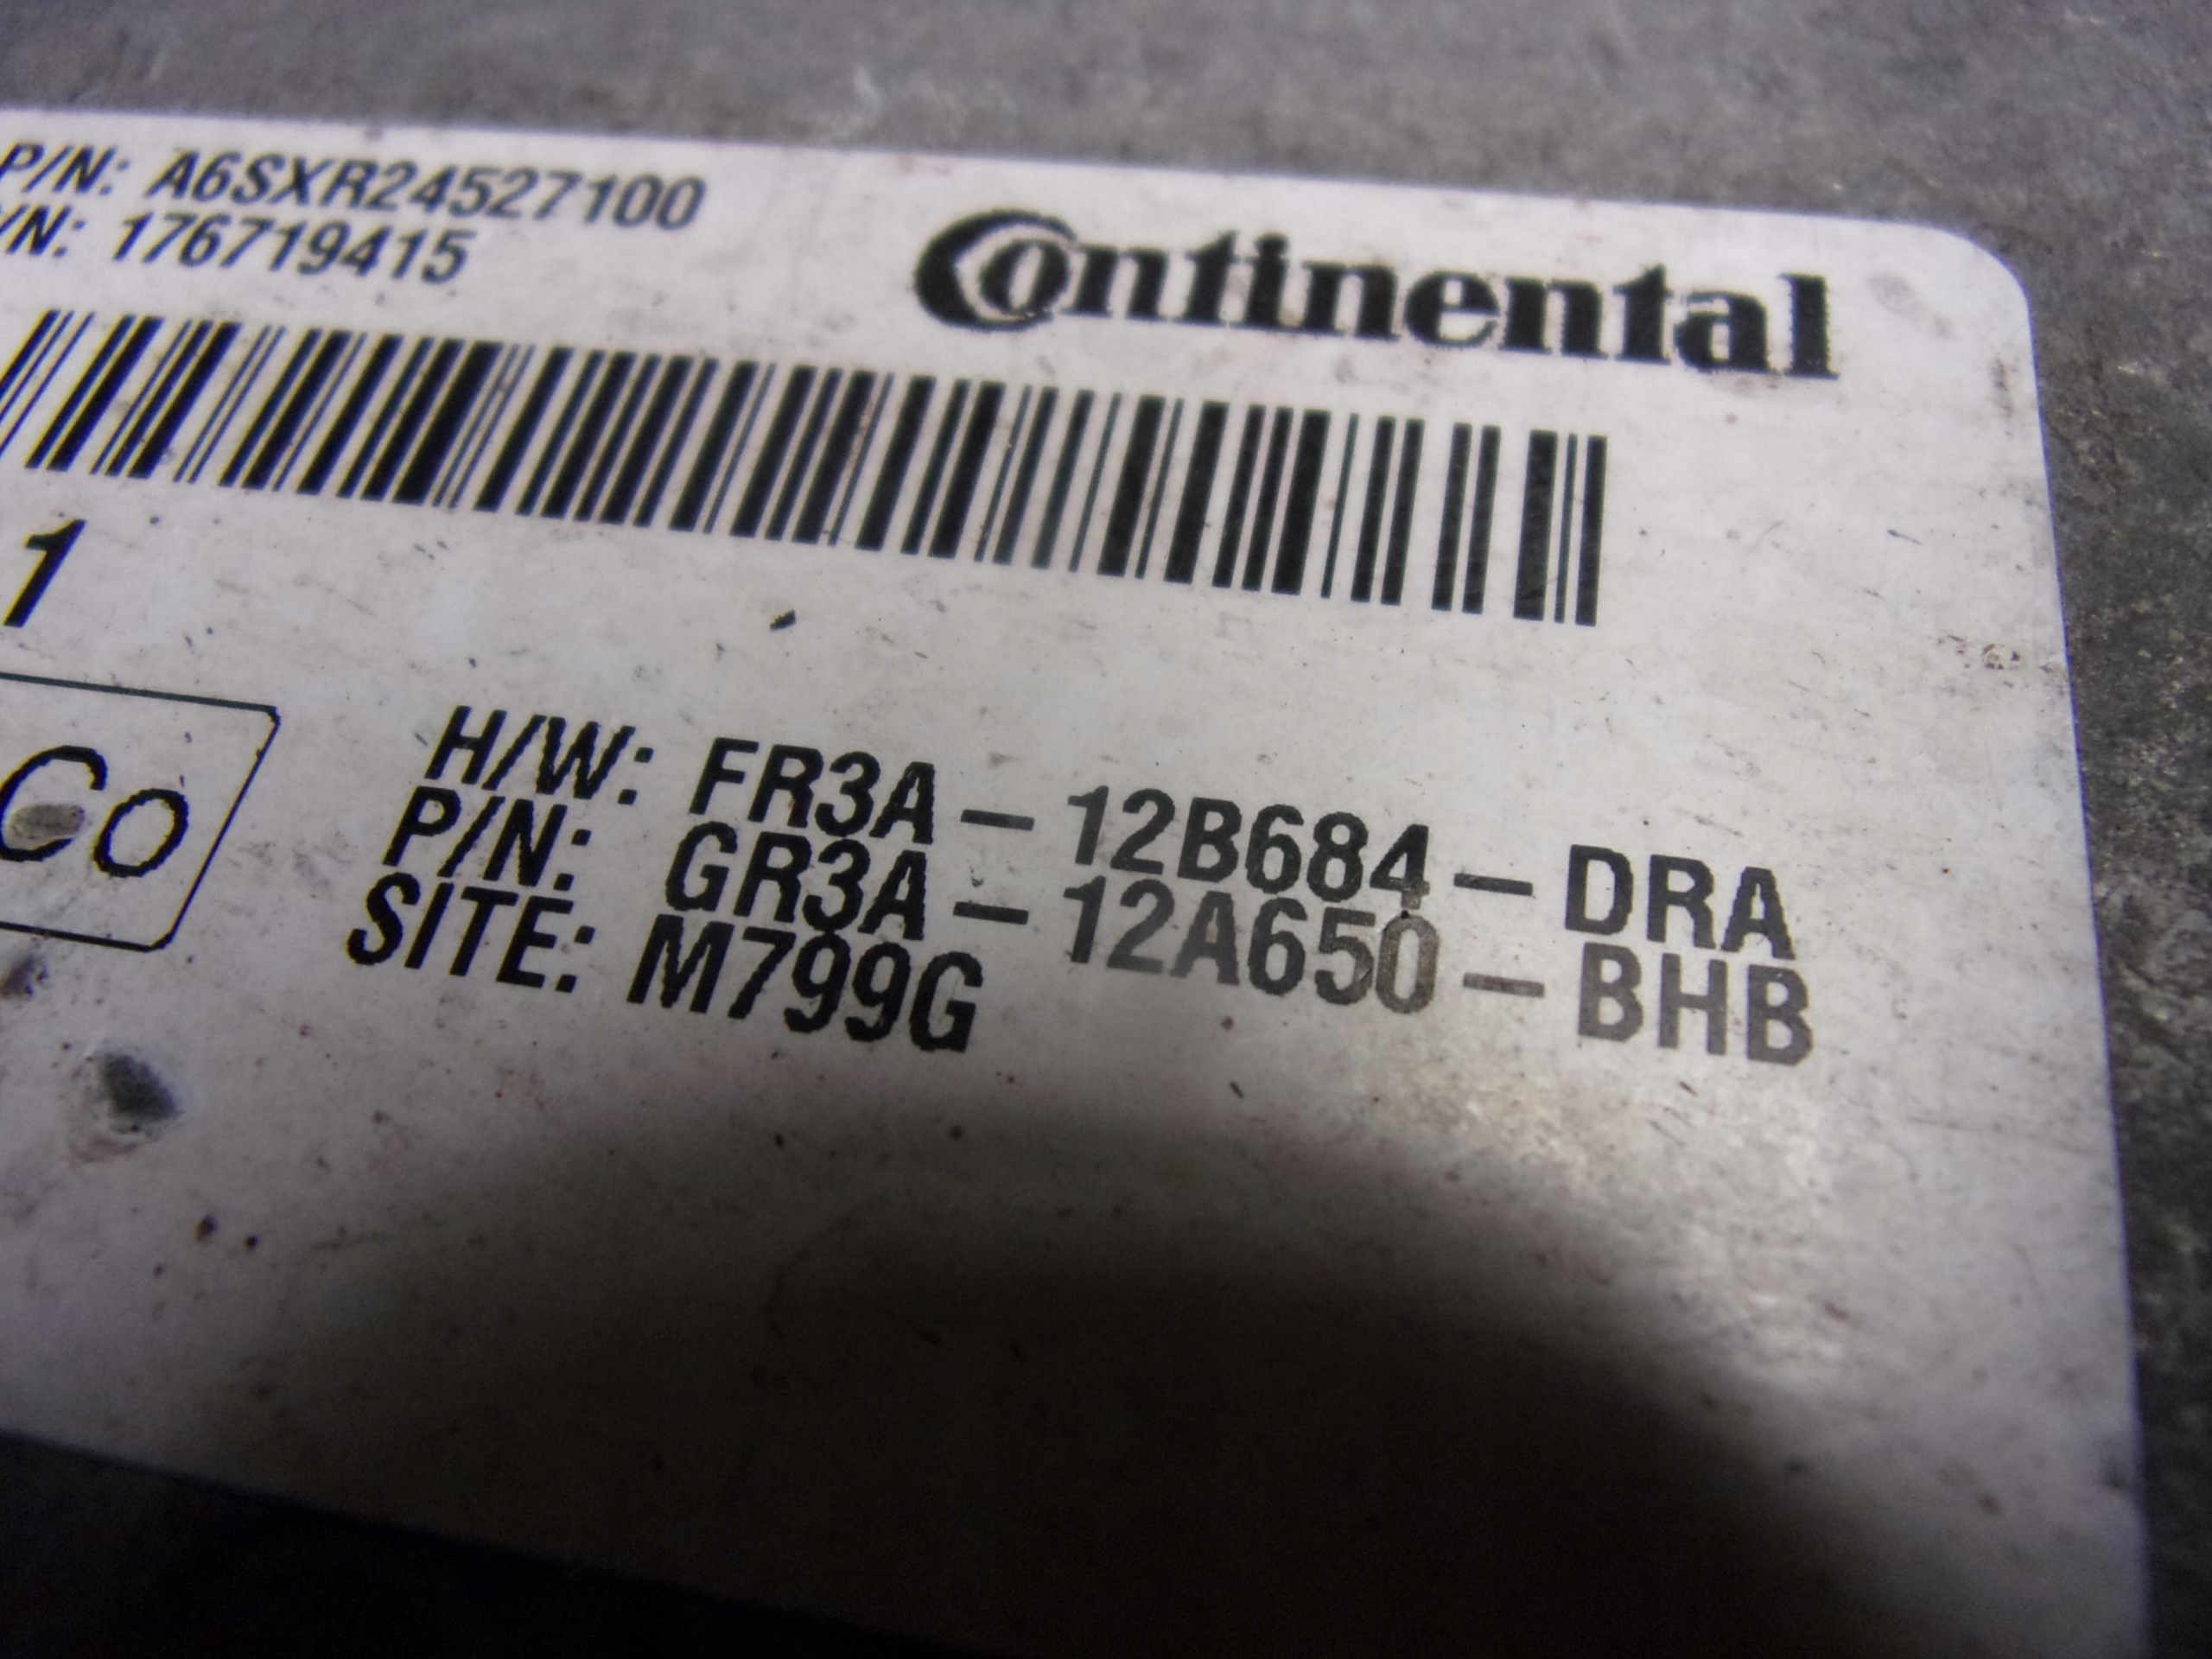 P/N: A6SXR24527100
/N: 176719415
Continental
1
Co
H/W: FR3A-12B684-DRA
P/N: GR3A-12A650-BHB
SITE: M799G